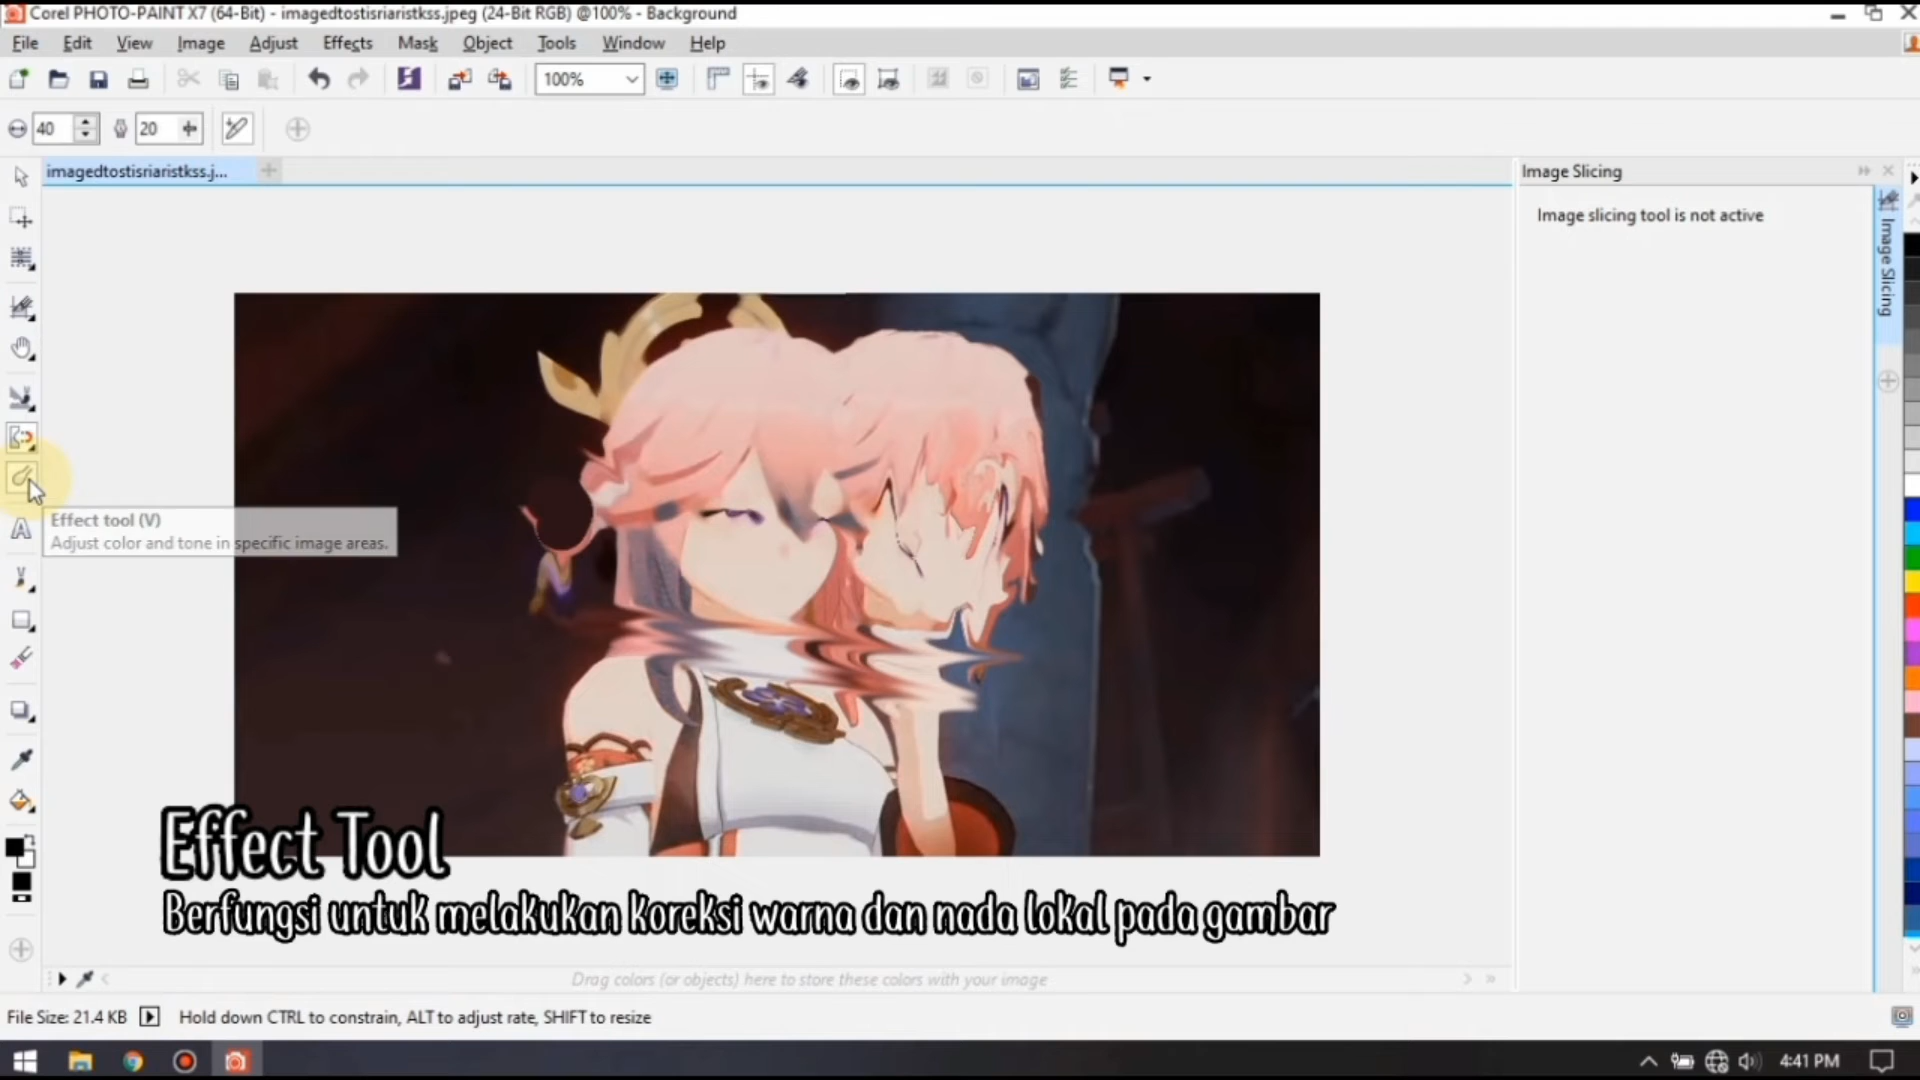 Corel PHOTO-PAINT X7 (64-Bit) - imagedtostisriaristkss.jpeg (24-Bit RGB) @100% - Background
File Edit View Image Adjust Effects Mask Object Tools Window Help
100%
40 20
imagedtostisriaristkss.j...
Image Slicing
Image slicing tool is not active
Image Slicing
Effect tool (V)
Adjust color and tone in specific image areas.
Effect Tool
Berfungsi untuk melakukan koreksi warna dan nada lokal pada gambar
Drag colors (or objects) here to store these colors with your image
File Size: 21.4 KB Hold down CTRL to constrain, ALT to adjust rate, SHIFT to resize
4:41 PM